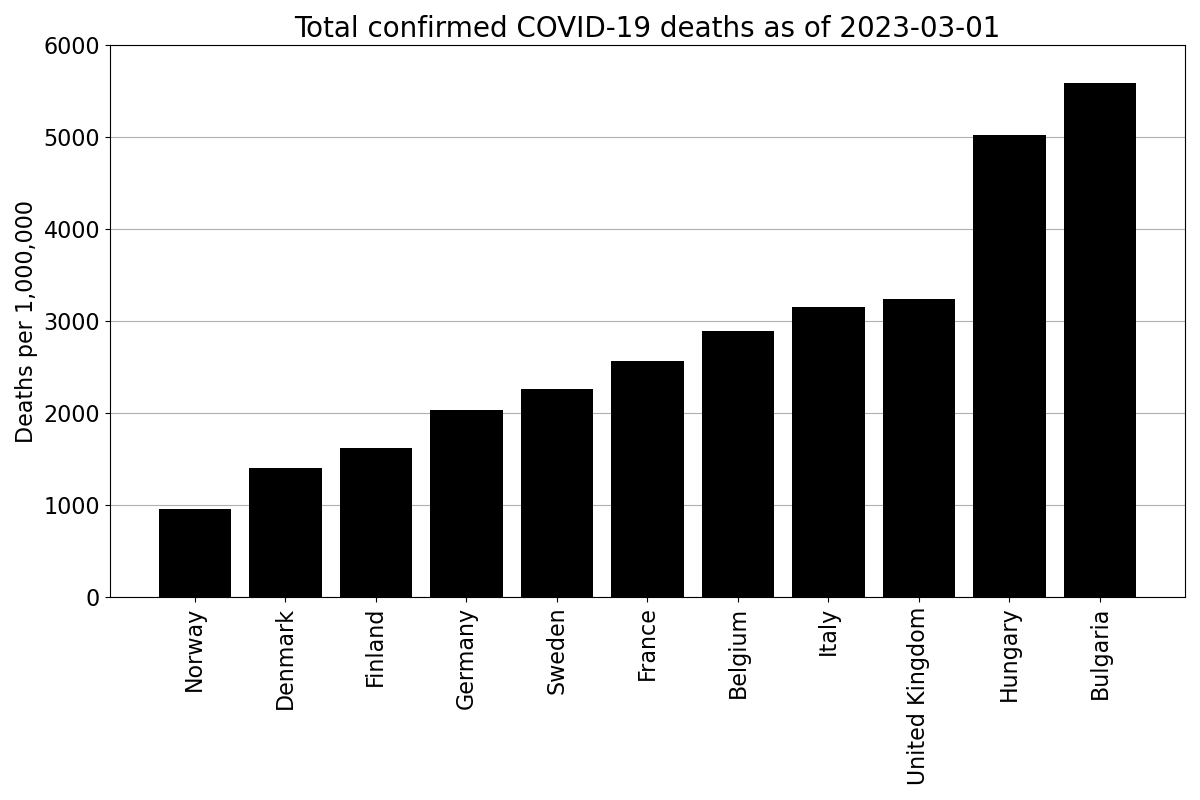 Total confirmed COVID-19 deaths as of 2023-03-01
Deaths per 1,000,000
6000
5000
4000
3000
2000
1000
0
Norway
Denmark
Finland
Germany
Sweden
France
Belgium
Italy
United Kingdom
Hungary
Bulgaria